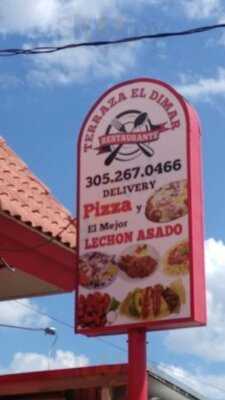 TERRAZA EL DIMAR
RESTAURANTE
305.267.0466
DELIVERY
Pizza y
El Mejor
LECHON ASADO